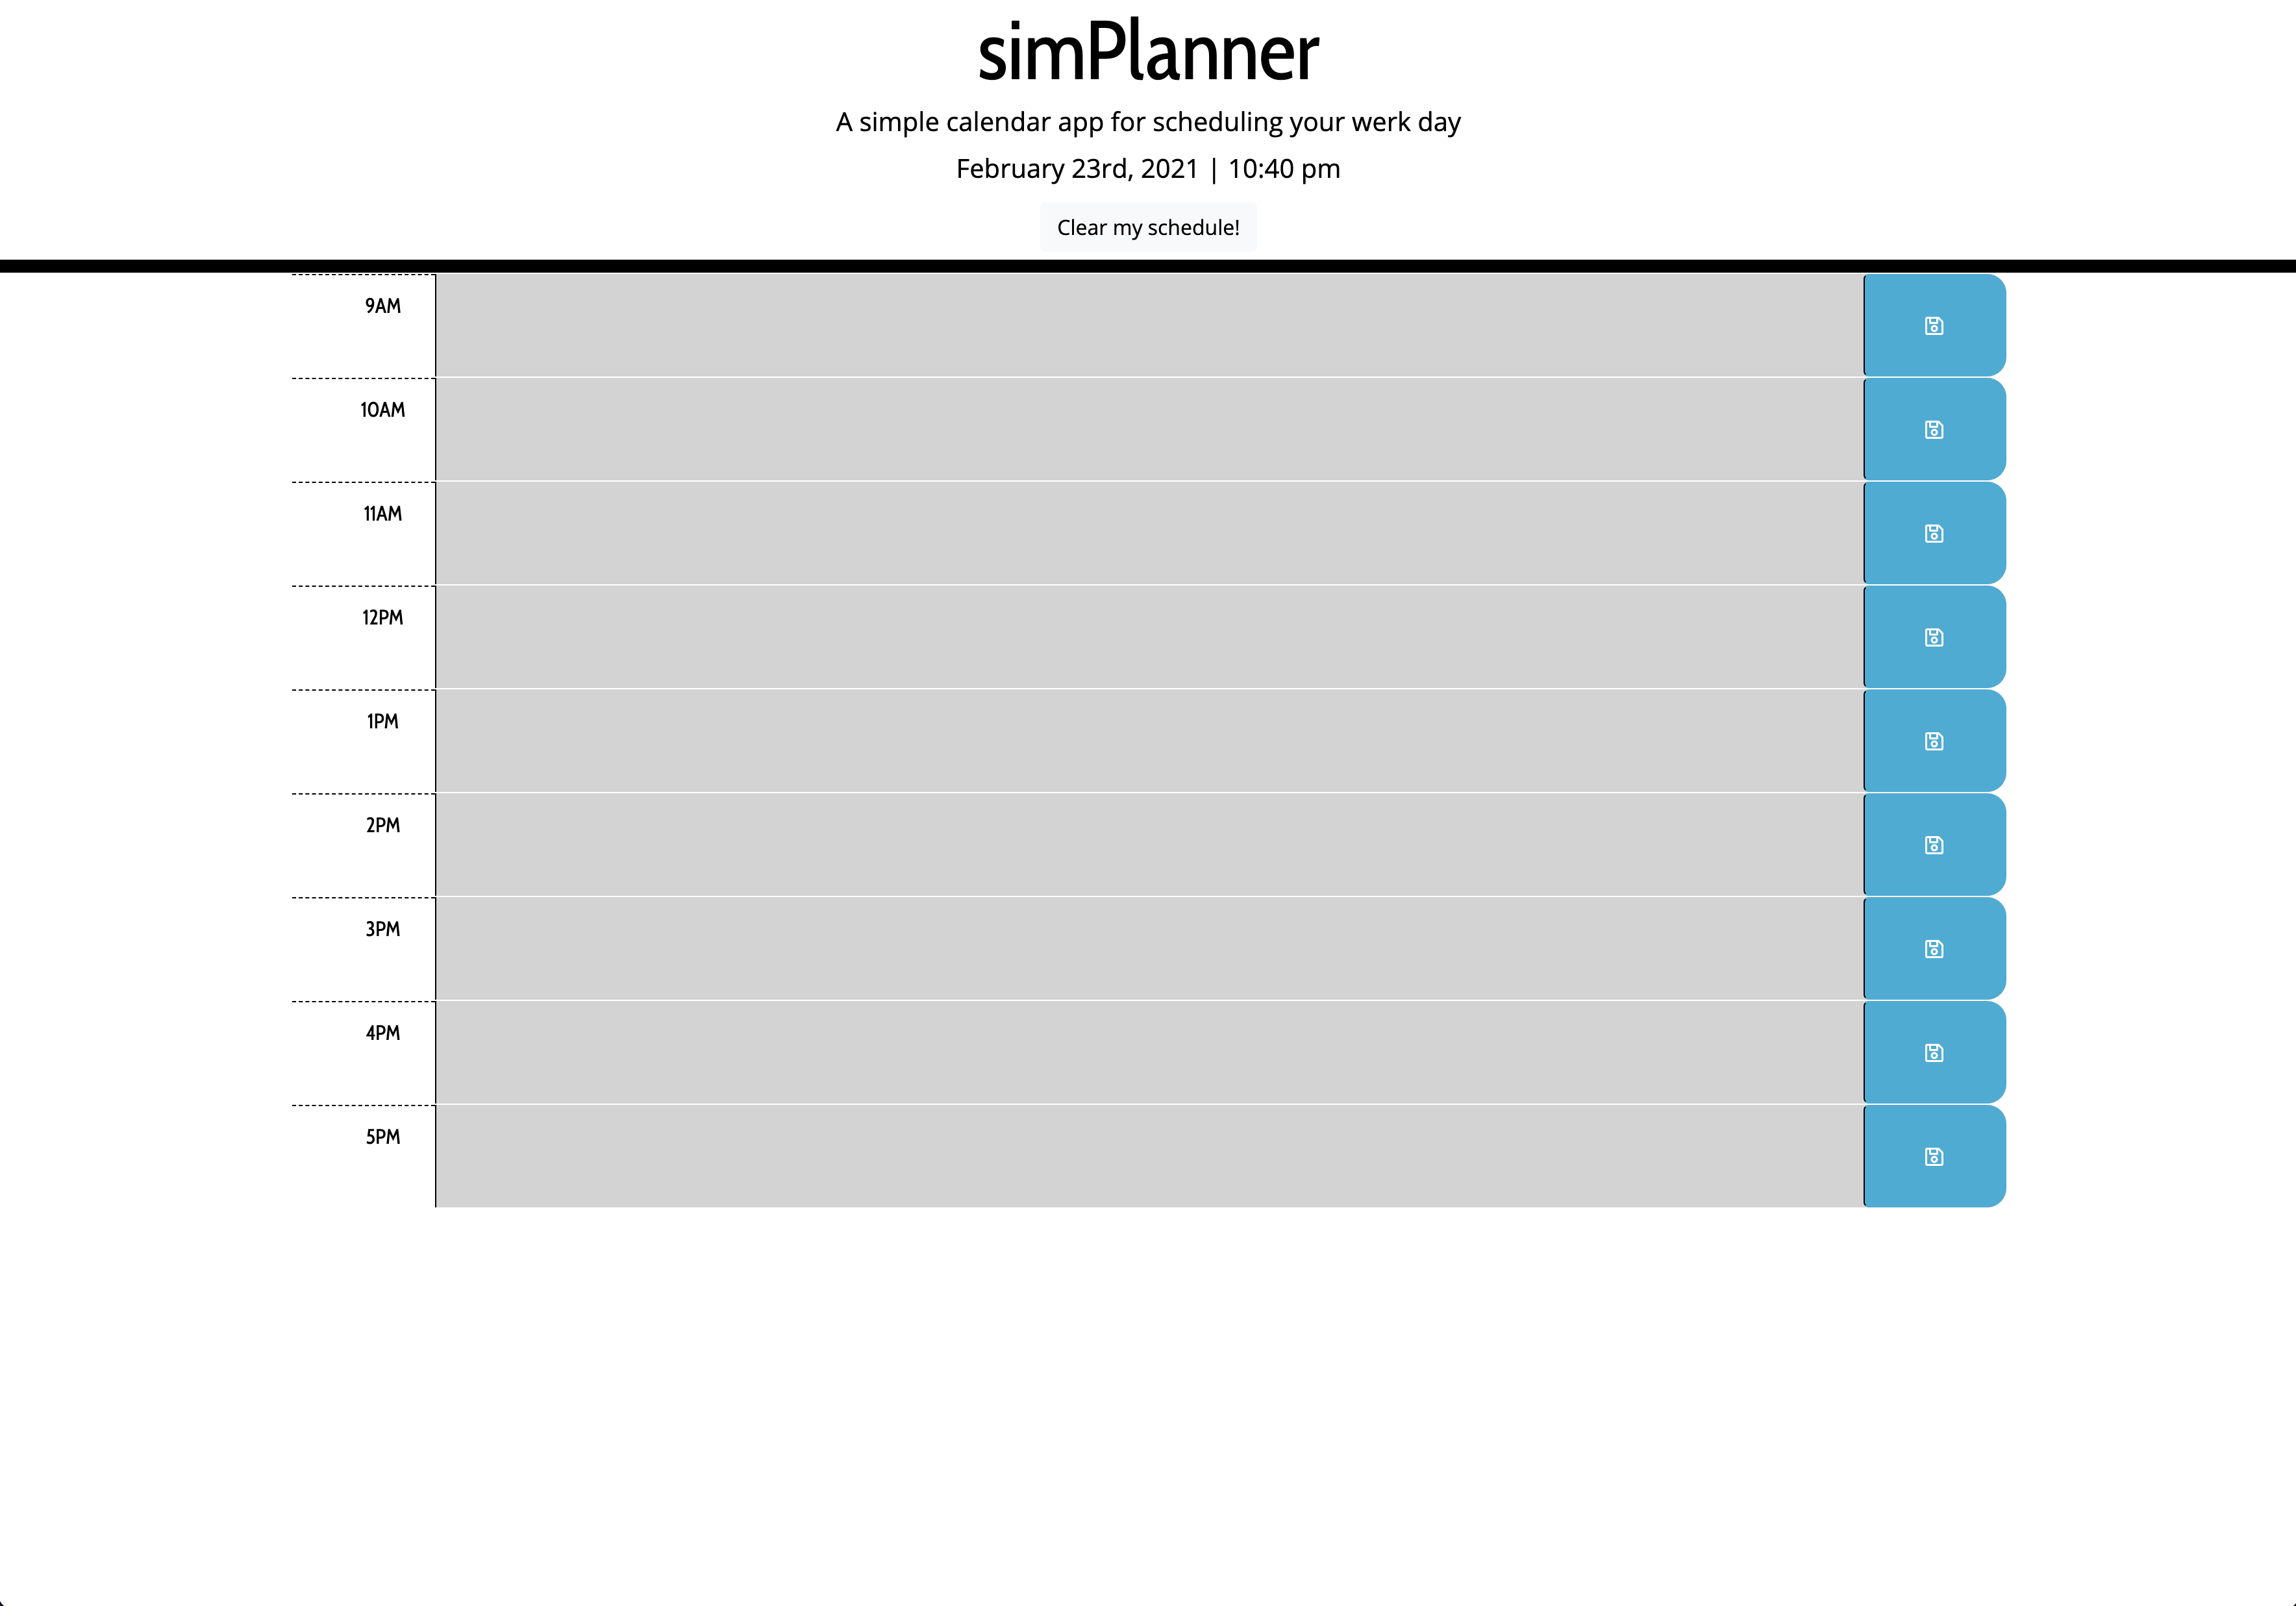 simPlanner
A simple calendar app for scheduling your werk day
February 23rd, 2021 | 10:40 pm
Clear my schedule!
9AM
10AM
11AM
12PM
1PM
2PM
3PM
4PM
5PM